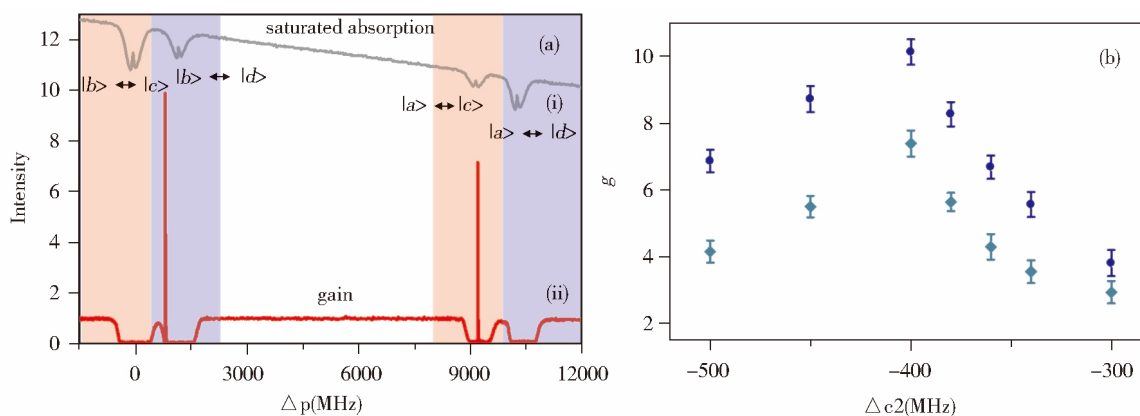 saturated absorption
(a)
|b> ↔ |c>
|b> ↔ |d>
|a> ↔ |c>
(i)
|a> ↔ |d>
gain
(ii)
Intensity
12
10
8
6
4
2
0
0
3000
6000
9000
12000
△p(MHz)
(b)
g
10
8
6
4
2
−500
−400
−300
△c2(MHz)